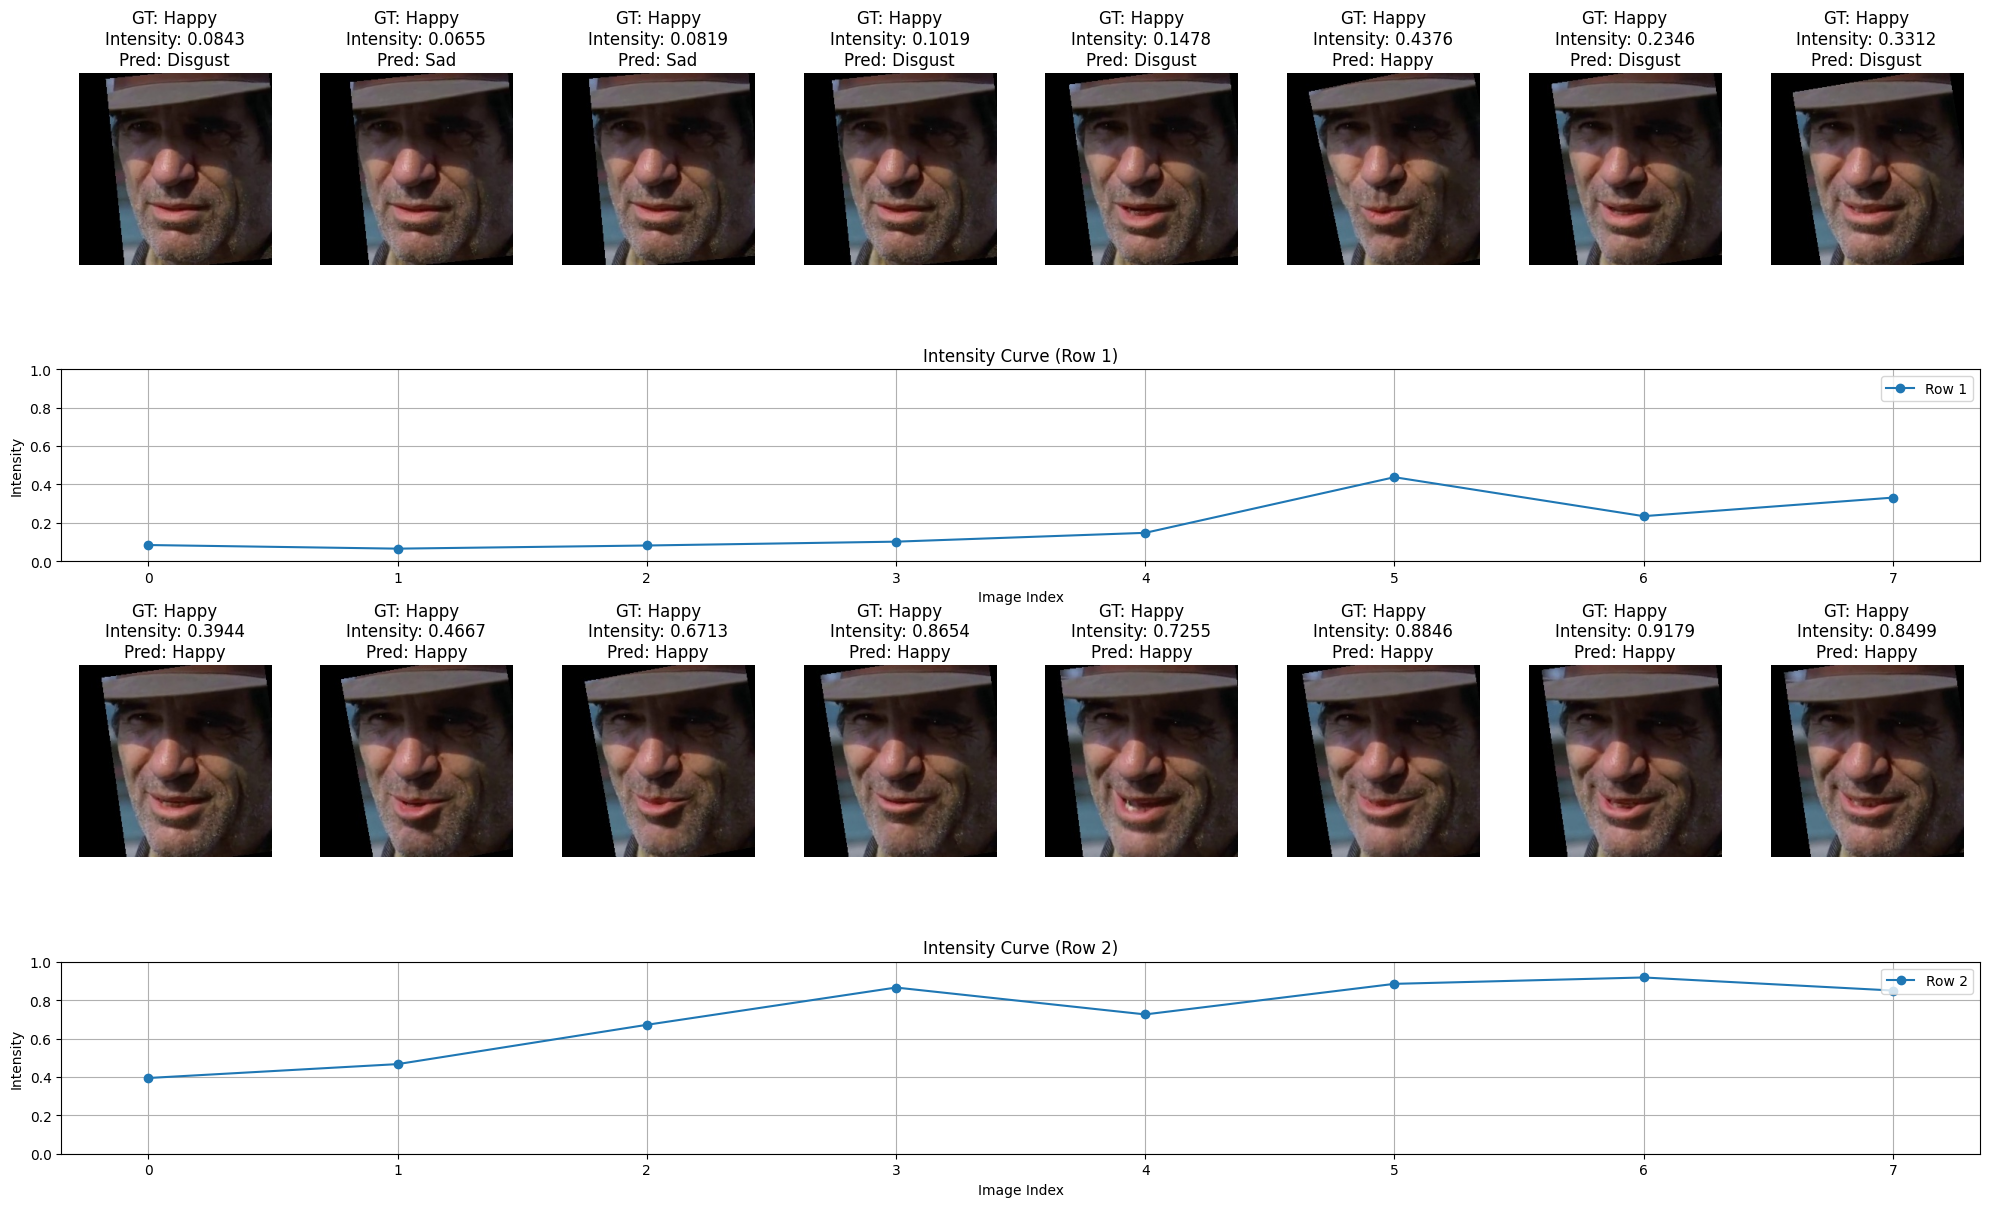 GT: Happy GT: Happy GT: Happy GT: Happy GT: Happy GT: Happy GT: Happy GT: Happy
Intensity: 0.0843 Intensity: 0.0655 Intensity: 0.0819 Intensity: 0.1019 Intensity: 0.1478 Intensity: 0.4376 Intensity: 0.2346 Intensity: 0.3312
Pred: Disgust Pred: Sad Pred: Sad Pred: Disgust Pred: Disgust Pred: Happy Pred: Disgust Pred: Disgust
Intensity Curve (Row 1)
1.0
0.8
0.6
0.4
0.2
0.0
Intensity
Row 1
0 1 2 3 4 5 6 7
Image Index
GT: Happy GT: Happy GT: Happy GT: Happy GT: Happy GT: Happy GT: Happy GT: Happy
Intensity: 0.3944 Intensity: 0.4667 Intensity: 0.6713 Intensity: 0.8654 Intensity: 0.7255 Intensity: 0.8846 Intensity: 0.9179 Intensity: 0.8499
Pred: Happy Pred: Happy Pred: Happy Pred: Happy Pred: Happy Pred: Happy Pred: Happy Pred: Happy
Intensity Curve (Row 2)
1.0
0.8
0.6
0.4
0.2
0.0
Intensity
Row 2
0 1 2 3 4 5 6 7
Image Index